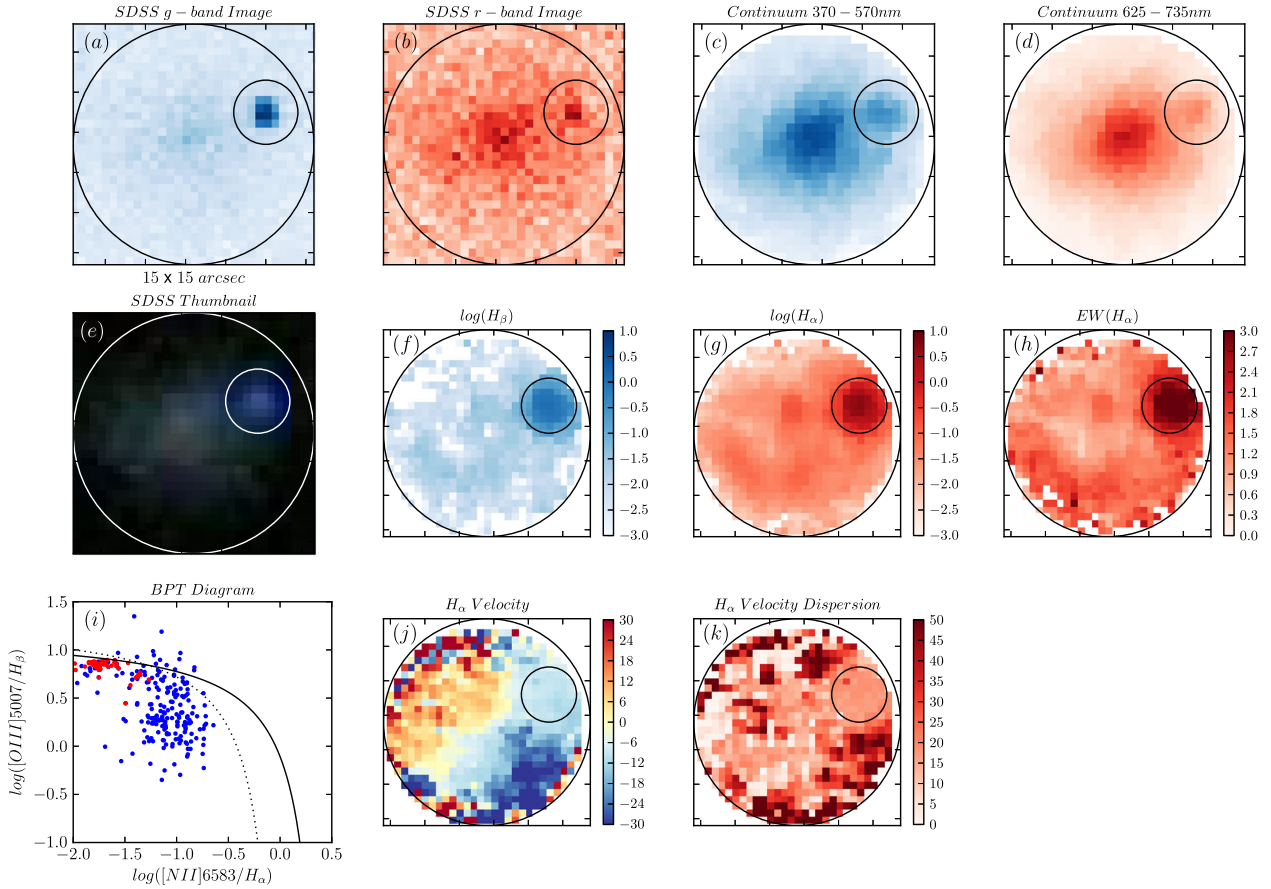 SDSS g − band Image
SDSS r − band Image
Continuum 370 − 570nm
Continuum 625 − 735nm
(a)
(b)
(c)
(d)
15 x 15 arcsec
SDSS Thumbnail
log(Hβ)
log(Hα)
EW(Hα)
(e)
(f)
1.0
0.5
0.0
−0.5
−1.0
−1.5
−2.0
−2.5
−3.0
(g)
1.0
0.5
0.0
−0.5
−1.0
−1.5
−2.0
−2.5
−3.0
(h)
3.0
2.7
2.4
2.1
1.8
1.5
1.2
0.9
0.6
0.3
0.0
BPT Diagram
Hα Velocity
Hα Velocity Dispersion
(i)
1.5
1.0
0.5
0.0
−0.5
−1.0
log([OIII]5007/Hβ)
−2.0 −1.5 −1.0 −0.5 0.0 0.5
log([NII]6583/Hα)
(j)
30
24
18
12
6
0
−6
−12
−18
−24
−30
(k)
50
45
40
35
30
25
20
15
10
5
0